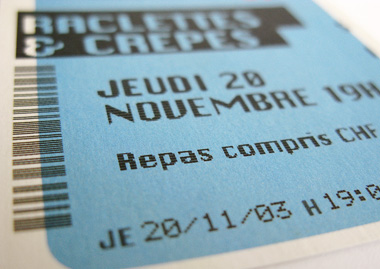 RACLETTES
& CRÊPES
JEUDI 20
NOVEMBRE 19H
Repas compris CHF
JE 20/11/03 H 19:0